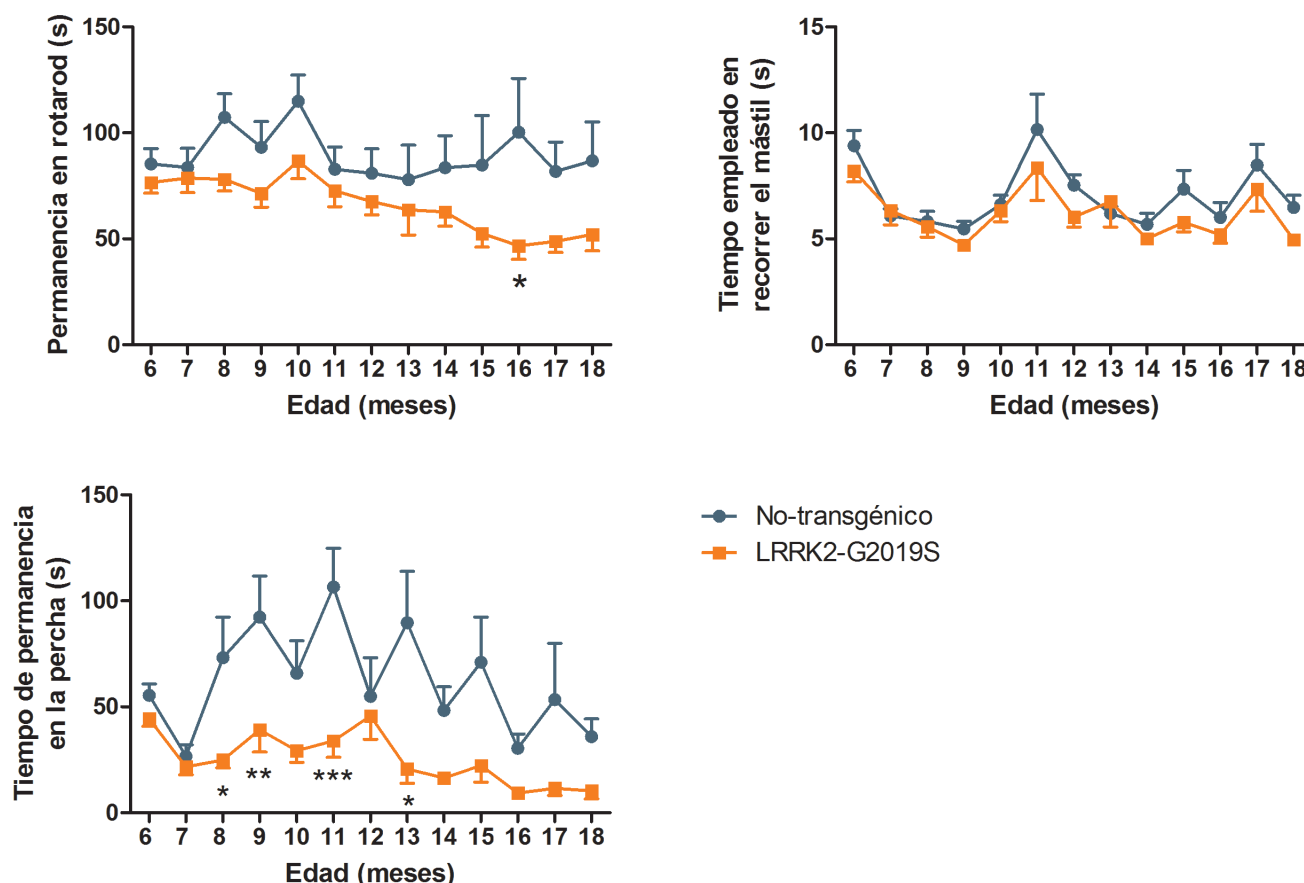 Permanencia en rotarod (s)
150
100
50
0
*
6 7 8 9 10 11 12 13 14 15 16 17 18
Edad (meses)
Tiempo empleado en
recorrer el mástil (s)
15
10
5
0
6 7 8 9 10 11 12 13 14 15 16 17 18
Edad (meses)
Tiempo de permanencia
en la percha (s)
150
100
50
0
* ** *** *
6 7 8 9 10 11 12 13 14 15 16 17 18
Edad (meses)
No-transgénico
LRRK2-G2019S